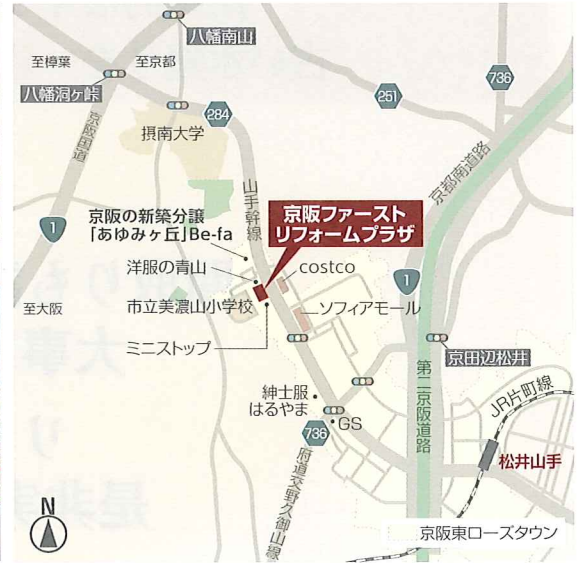 八幡南山
至樟葉
至京都
八幡洞ヶ峠
736
251
284
摂南大学
京阪国道
京都南道路
山手幹線
京阪の新築分譲
「あゆみヶ丘」Be-fa
京阪ファースト
リフォームプラザ
1
洋服の青山
costco
1
至大阪
市立美濃山小学校
ソフィアモール
ミニストップ
京田辺松井
第二京阪道路
JR片町線
紳士服
はるやま
GS
736
松井山手
府道交野久御山線
N
京阪東ローズタウン